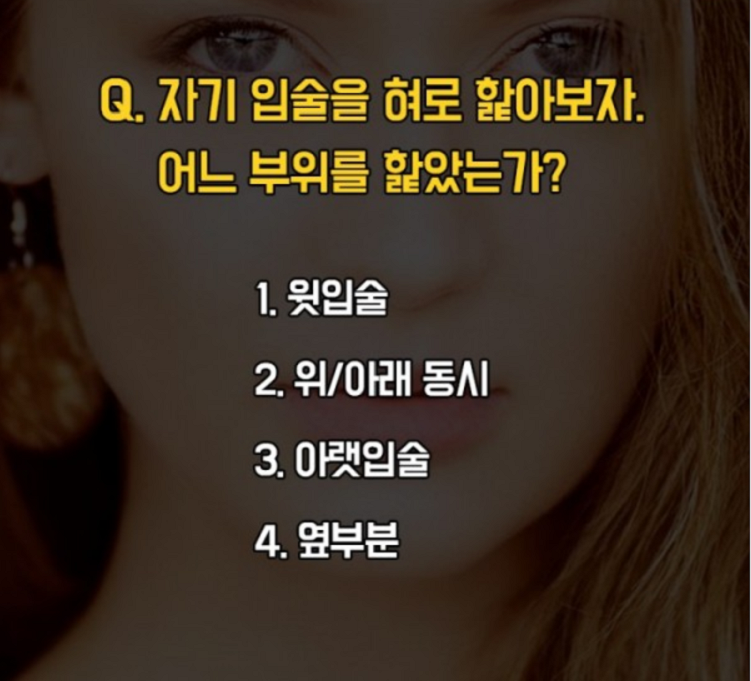 Q. 자기 입술을 혀로 핥아보자.
어느 부위를 핥았는가?
1. 윗입술
2. 위/아래 동시
3. 아랫입술
4. 옆부분